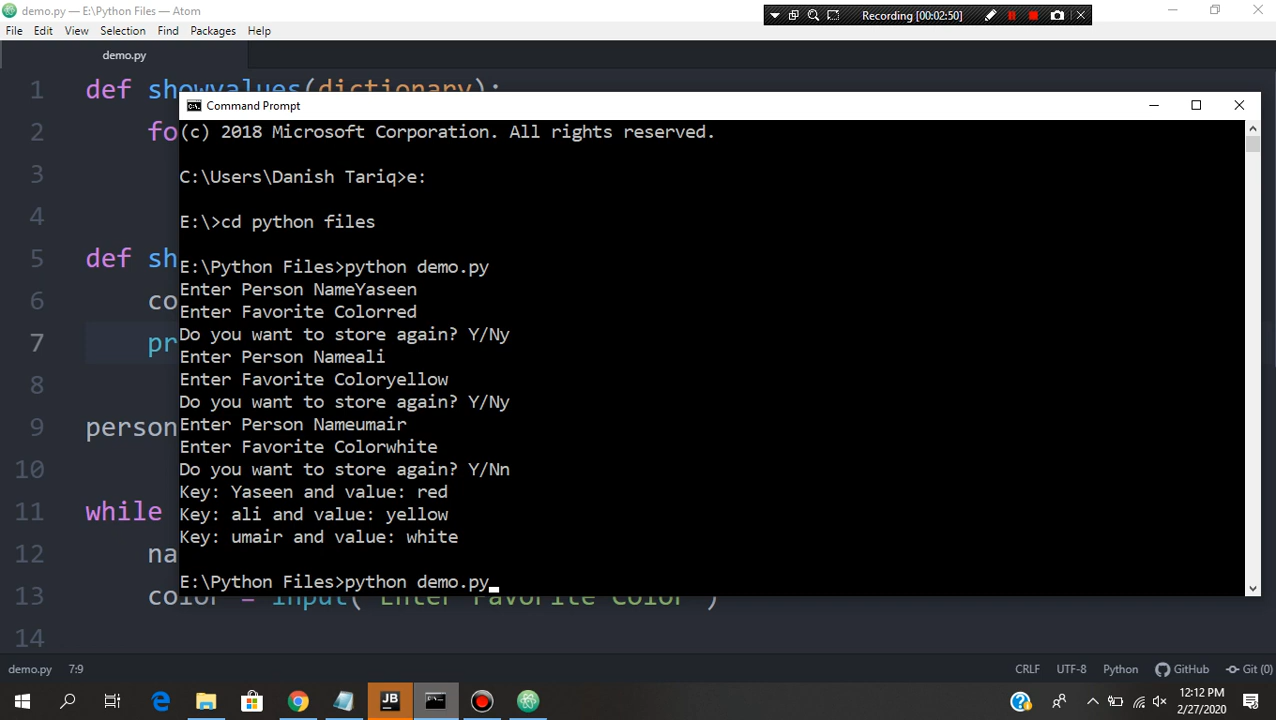 demo.py — E:\Python Files — Atom
Recording [00:02:50]
File Edit View Selection Find Packages Help
demo.py
1 def showvalues(dictionary):
Command Prompt
2 fo
(c) 2018 Microsoft Corporation. All rights reserved.
3
C:\Users\Danish Tariq>e:
4
E:\>cd python files
5 def sh
E:\Python Files>python demo.py
Enter Person NameYaseen
6 co
Enter Favorite Colorred
Do you want to store again? Y/Ny
7 pr
Enter Person Nameali
Enter Favorite Coloryellow
8
Do you want to store again? Y/Ny
Enter Person Nameumair
9 person
Enter Favorite Colorwhite
Do you want to store again? Y/Nn
10
Key: Yaseen and value: red
11 while
Key: ali and value: yellow
Key: umair and value: white
12 na
E:\Python Files>python demo.py
13 color = input("Enter Favorite Color")
14
demo.py 7:9 CRLF UTF-8 Python GitHub Git (0)
JB
12:12 PM
2/27/2020